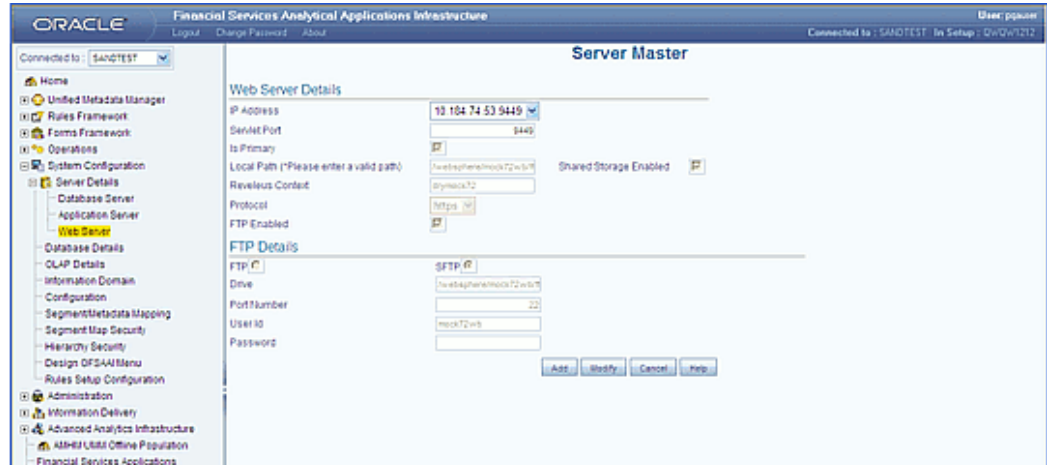 ORACLE
Financial Services Analytical Applications Infrastructure
User: pqauser
Logout Change Password About
Connected to : SANDTEST In Setup :
Connected to : SANDTEST
Server Master
Home
Unified Metadata Manager
Rules Framework
Forms Framework
Operations
System Configuration
Server Details
Database Server
Application Server
Web Server
Database Details
OLAP Details
Information Domain
Configuration
Segment/Metadata Mapping
Segment Map Security
Hierarchy Security
Design OFSAAI Menu
Rules Setup Configuration
Administration
Information Delivery
Advanced Analytics Infrastructure
AMHM UMM Offline Population
Financial Services Applications
Web Server Details
IP Address 10.184.74.53.9449
Servlet Port 9449
Is Primary
Local Path (*Please enter a valid path) Shared Storage Enabled
Reveleus Context drymock72
Protocol https
FTP Enabled
FTP Details
FTP SFTP
Drive
Port Number 22
User Id mock72wb
Password
Add Modify Cancel Help